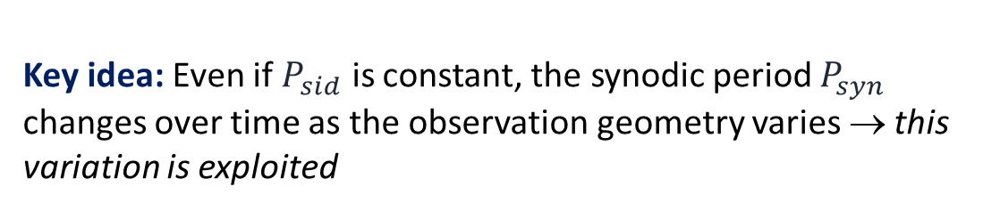 Key idea: Even if P_sid is constant, the synodic period P_syn
changes over time as the observation geometry varies → this
variation is exploited